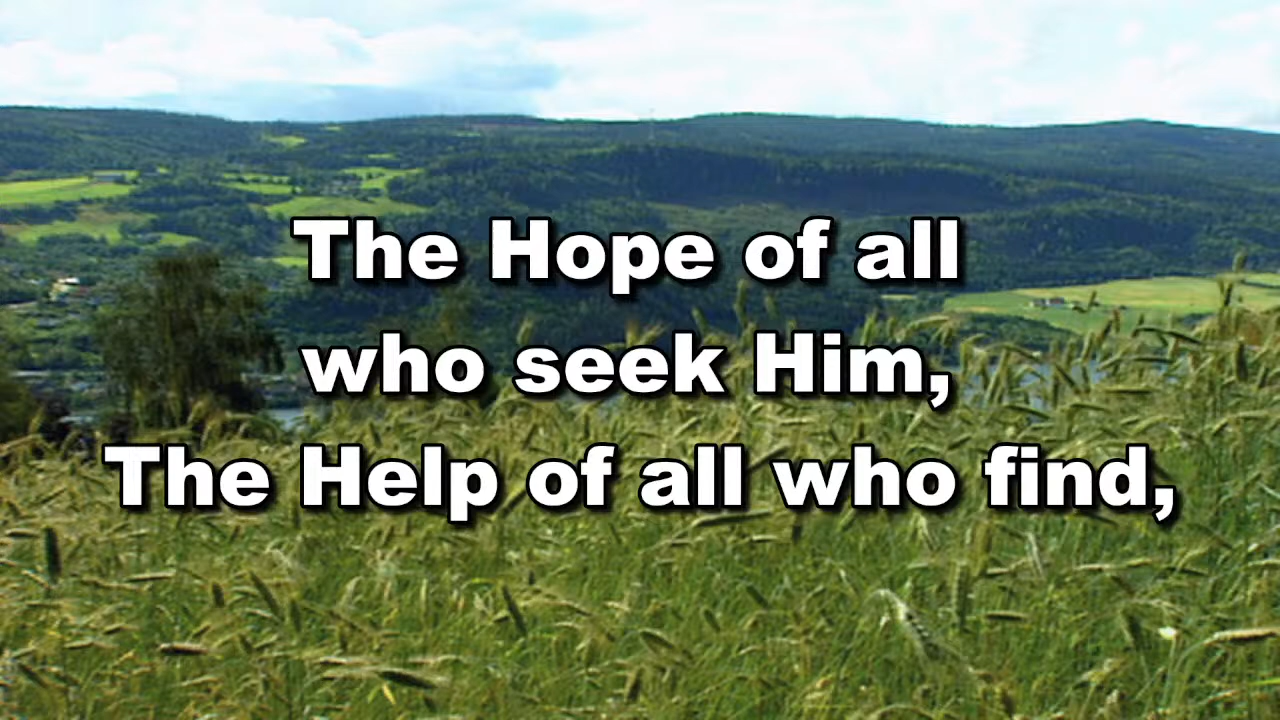 The Hope of all
who seek Him,
The Help of all who find,